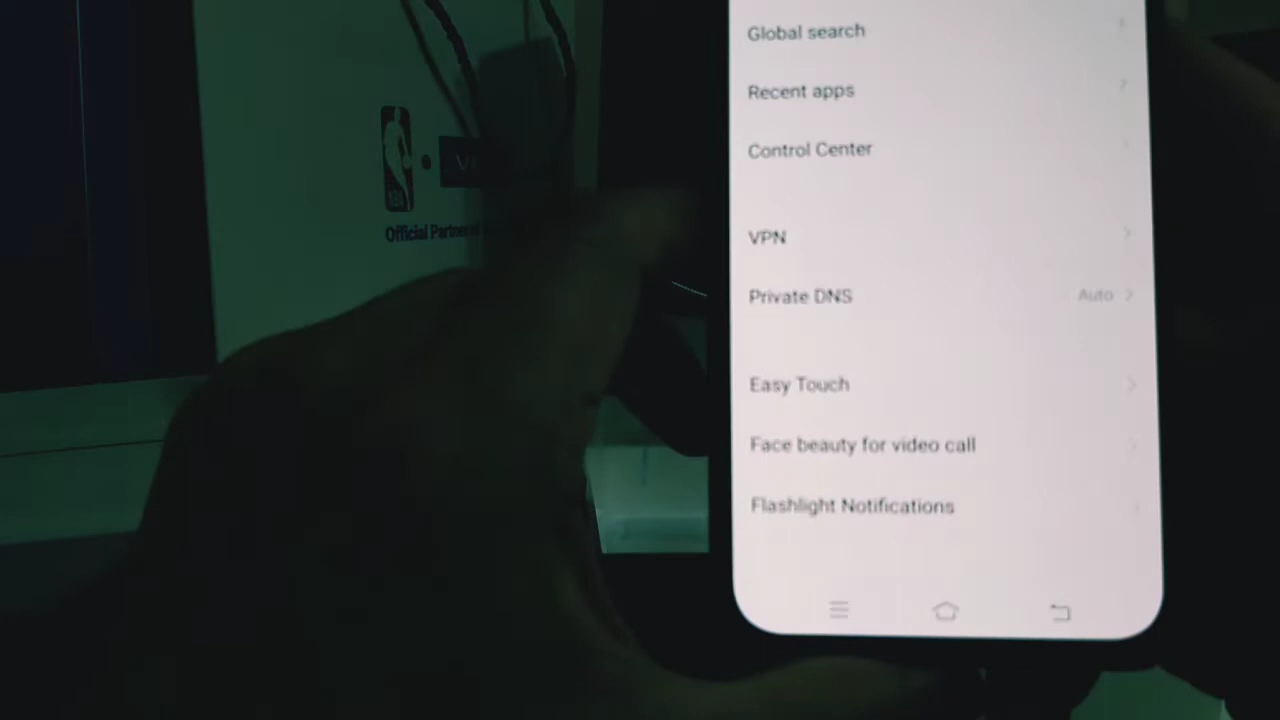 Global search
Recent apps
Control Center
VPN
Private DNS Auto
Easy Touch
Face beauty for video call
Flashlight Notifications
NBA
Official Partner